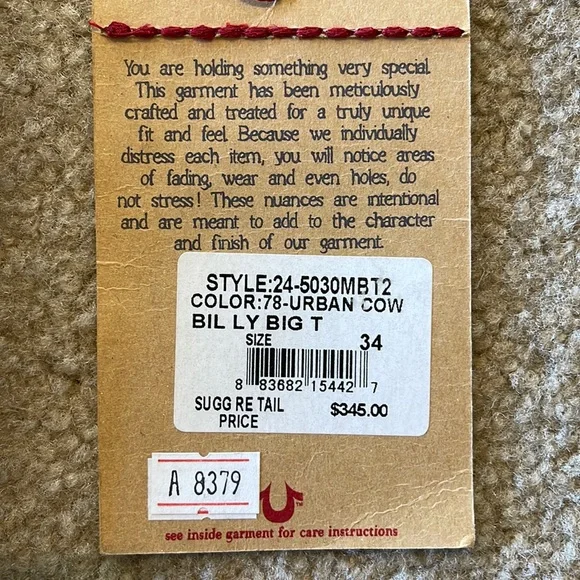 You are holding something very special.
This garment has been meticulously
crafted and treated for a truly unique
fit and feel. Because we individually
distress each item, you will notice areas
of fading, wear and even holes, do
not stress! These nuances are intentional
and are meant to add to the character
and finish of our garment.
STYLE:24-5030MBT2
COLOR:78-URBAN COW
BIL LY BIG T
SIZE 34
8 83682 15442 7
SUGG RE TAIL $345.00
PRICE
A 8379
TM
see inside garment for care instructions